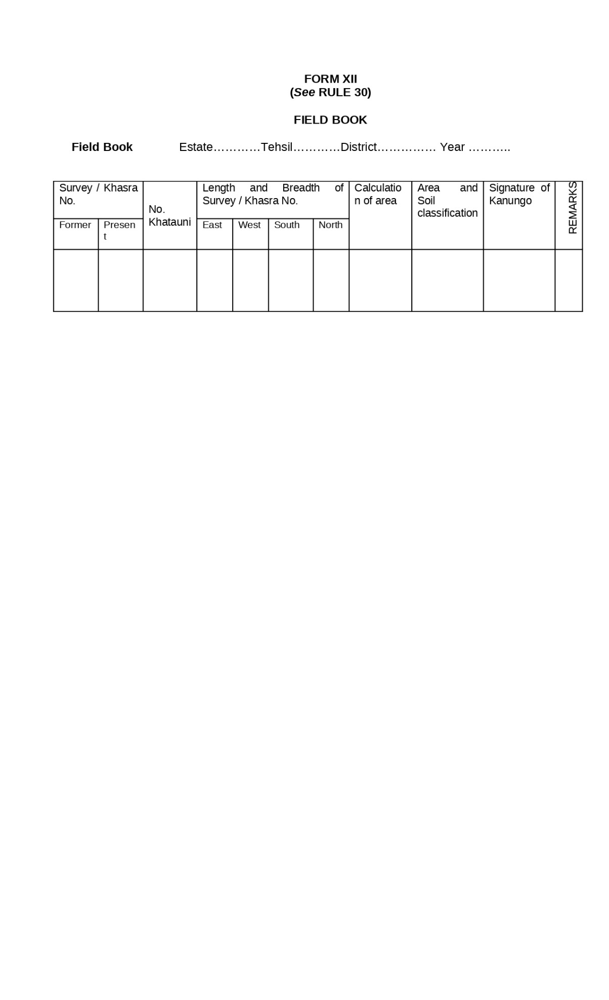 FORM XII
(See RULE 30)
FIELD BOOK
Field Book Estate…………Tehsil…………District…………… Year ………..
Survey / Khasra
No.
No.
Khatauni
Length and Breadth of
Survey / Khasra No.
Calculatio
n of area
Area and
Soil
classification
Signature of
Kanungo
REMARKS
Former
Presen
t
East
West
South
North